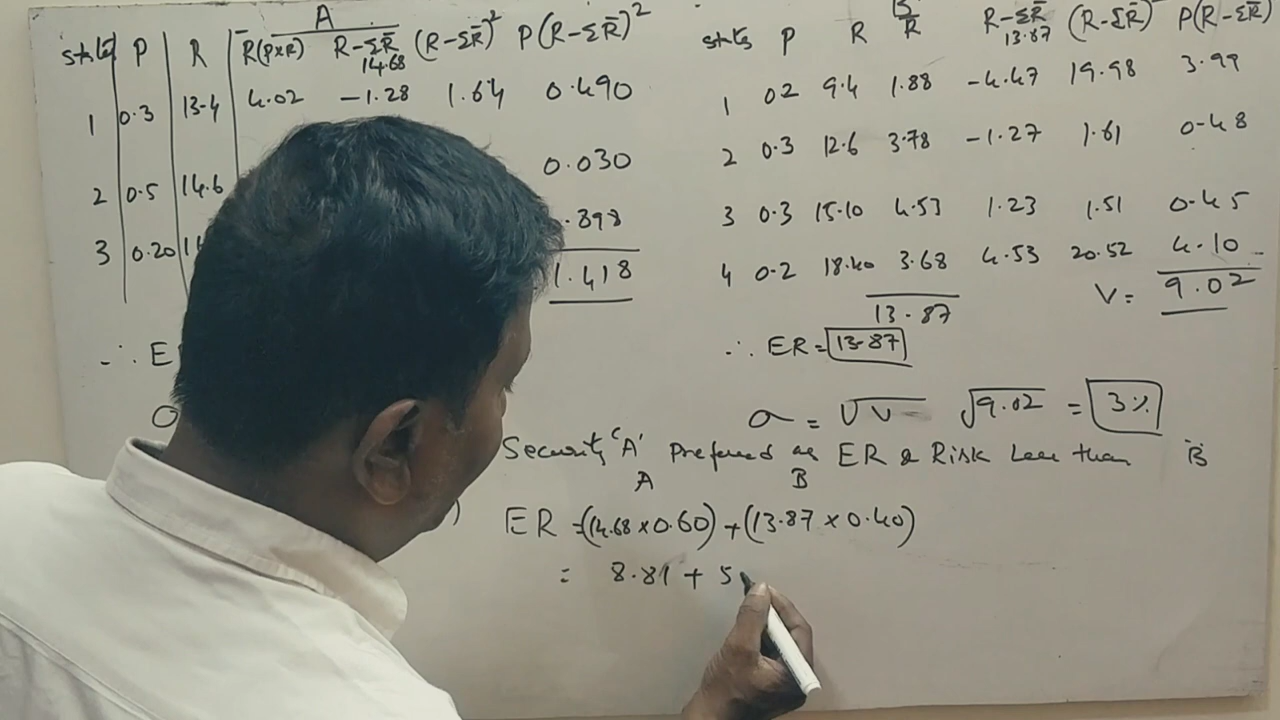 A
state P R R̄(P×R) R-ΣR̄ (R-ΣR̄)² P(R-ΣR̄)²
14.68
1 0.3 13.4 4.02 -1.28 1.64 0.490
2 0.5 14.6 0.030
3 0.20 .398
1.418
∴ E
σ
B
state P R R̄ R-ΣR̄ (R-ΣR̄) P(R-ΣR̄)
13.87
1 02 9.4 1.88 -4.47 19.98 3.99
2 0.3 12.6 3.78 -1.27 1.61 0.48
3 0.3 15.10 4.53 1.23 1.51 0.45
4 0.2 18.40 3.68 4.53 20.52 4.10
13.87 V = 9.02
∴ ER = 13.87
σ = √V √9.02 = 3%
Security 'A' Preferred as ER & Risk Less than B
A B
) ER = (14.68 × 0.60) + (13.87 × 0.40)
= 8.81 + 5